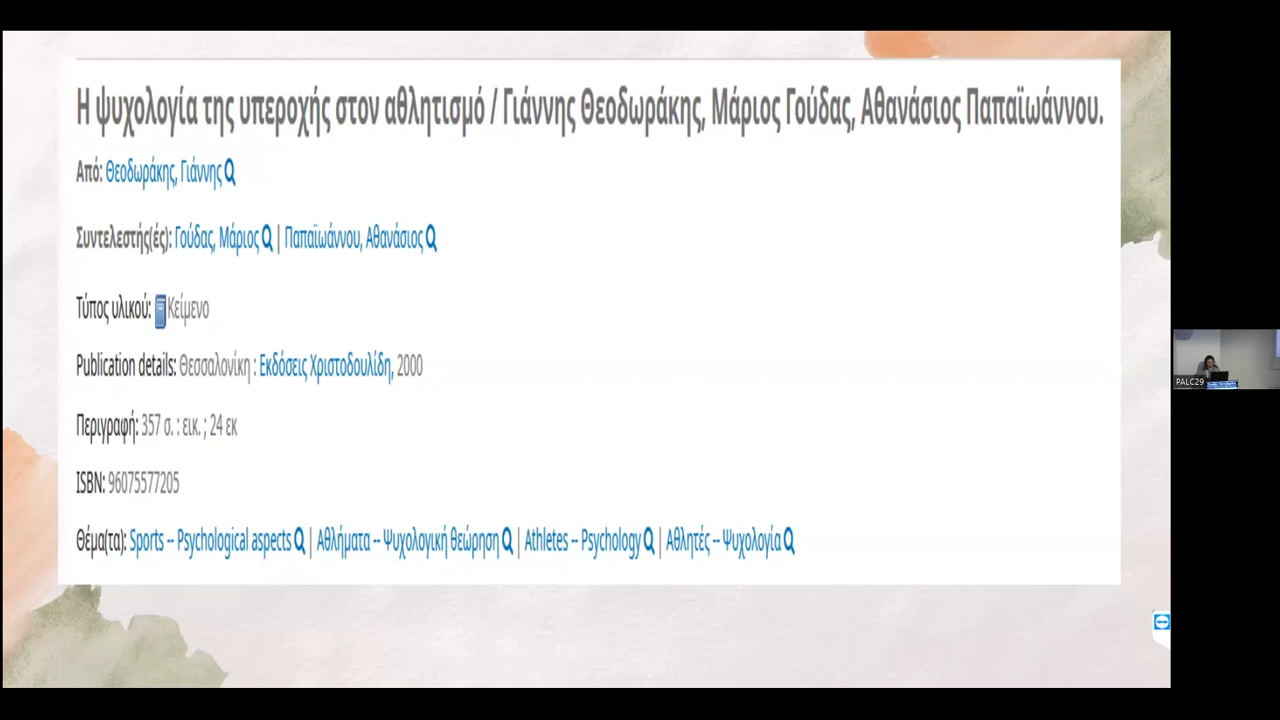 Η ψυχολογία της υπεροχής στον αθλητισμό / Γιάννης Θεοδωράκης, Μάριος Γούδας, Αθανάσιος Παπαϊωάννου.
Από: Θεοδωράκης, Γιάννης
Συντελεστής(ές): Γούδας, Μάριος | Παπαϊωάννου, Αθανάσιος
Τύπος υλικού: Κείμενο
Publication details: Θεσσαλονίκη : Εκδόσεις Χριστοδουλίδη, 2000
Περιγραφή: 357 σ. : εικ. ; 24 εκ
ISBN: 96075577205
Θέμα(τα): Sports -- Psychological aspects | Αθλήματα -- Ψυχολογική θεώρηση | Athletes -- Psychology | Αθλητές -- Ψυχολογία
PALC29